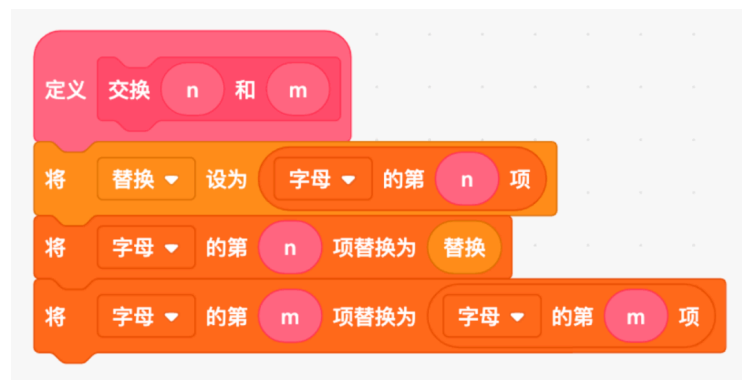 定义 交换 n 和 m
将 替换 设为 字母 的第 n 项
将 字母 的第 n 项替换为 替换
将 字母 的第 m 项替换为 字母 的第 m 项